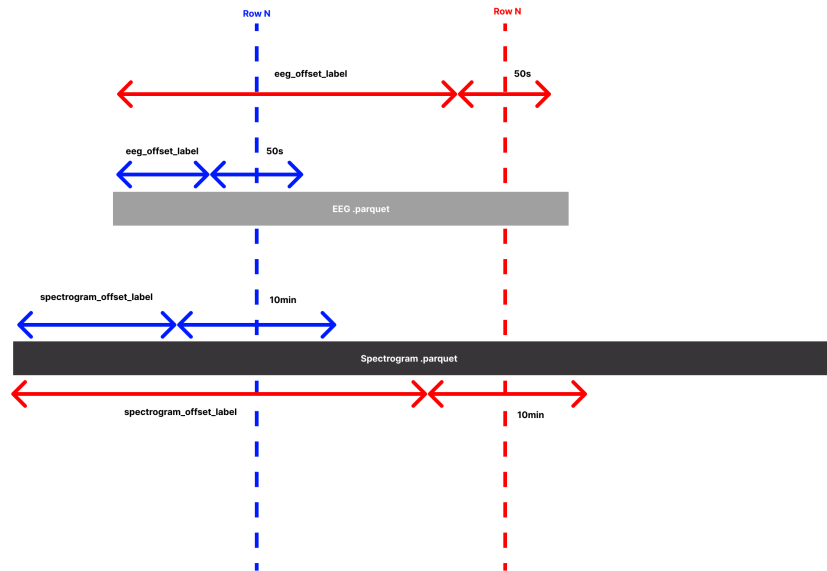 Row N
Row N
eeg_offset_label
50s
eeg_offset_label
50s
EEG .parquet
spectrogram_offset_label
10min
Spectrogram .parquet
spectrogram_offset_label
10min